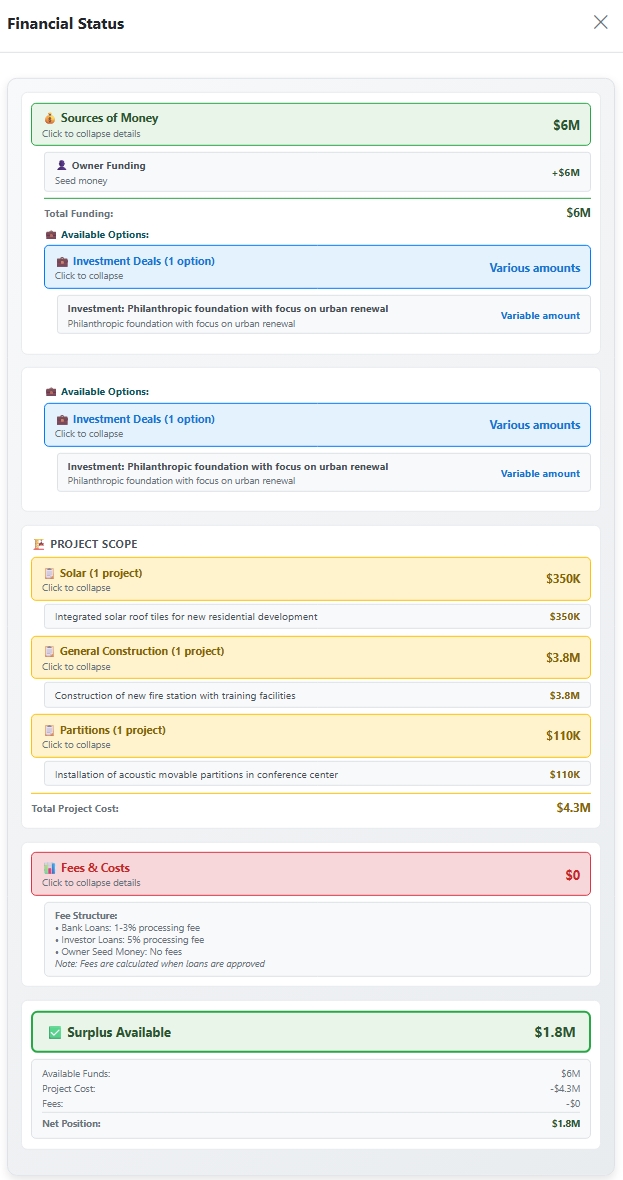 Financial Status
Sources of Money
$6M
Click to collapse details
Owner Funding
+$6M
Seed money
Total Funding:
$6M
Available Options:
Investment Deals (1 option)
Various amounts
Click to collapse
Investment: Philanthropic foundation with focus on urban renewal
Variable amount
Philanthropic foundation with focus on urban renewal
Available Options:
Investment Deals (1 option)
Various amounts
Click to collapse
Investment: Philanthropic foundation with focus on urban renewal
Variable amount
Philanthropic foundation with focus on urban renewal
PROJECT SCOPE
Solar (1 project)
$350K
Click to collapse
Integrated solar roof tiles for new residential development
$350K
General Construction (1 project)
$3.8M
Click to collapse
Construction of new fire station with training facilities
$3.8M
Partitions (1 project)
$110K
Click to collapse
Installation of acoustic movable partitions in conference center
$110K
Total Project Cost:
$4.3M
Fees & Costs
$0
Click to collapse details
Fee Structure:
• Bank Loans: 1-3% processing fee
• Investor Loans: 5% processing fee
• Owner Seed Money: No fees
Note: Fees are calculated when loans are approved
Surplus Available
$1.8M
Available Funds:
$6M
Project Cost:
-$4.3M
Fees:
-$0
Net Position:
$1.8M